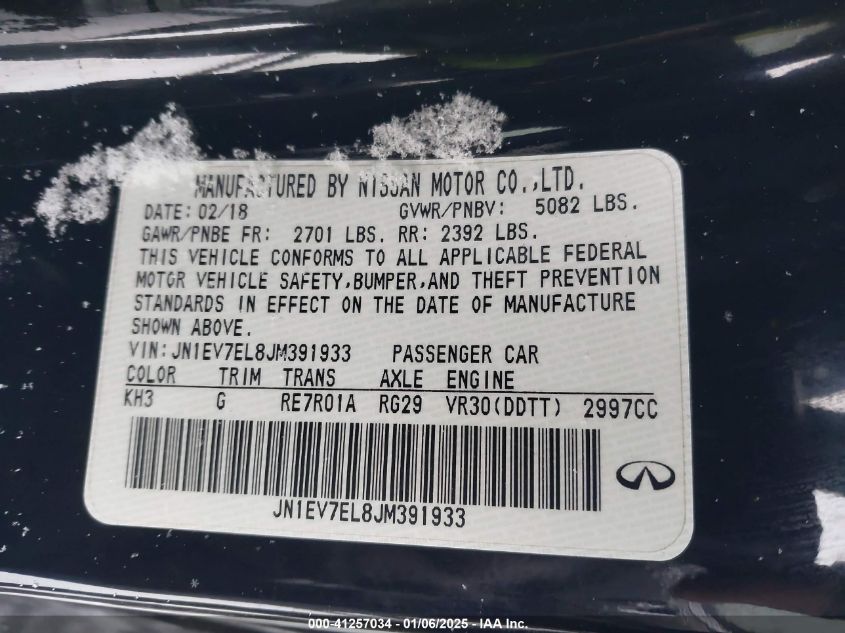 MANUFACTURED BY NISSAN MOTOR CO.,LTD.
DATE: 02/18 GVWR/PNBV: 5082 LBS.
GAWR/PNBE FR: 2701 LBS. RR: 2392 LBS.
THIS VEHICLE CONFORMS TO ALL APPLICABLE FEDERAL
MOTOR VEHICLE SAFETY,BUMPER,AND THEFT PREVENTION
STANDARDS IN EFFECT ON THE DATE OF MANUFACTURE
SHOWN ABOVE.
VIN: JN1EV7EL8JM391933 PASSENGER CAR
COLOR TRIM TRANS AXLE ENGINE
KH3 G RE7R01A RG29 VR30(DDTT) 2997CC
JN1EV7EL8JM391933
000-41257034 - 01/06/2025 - IAA Inc.